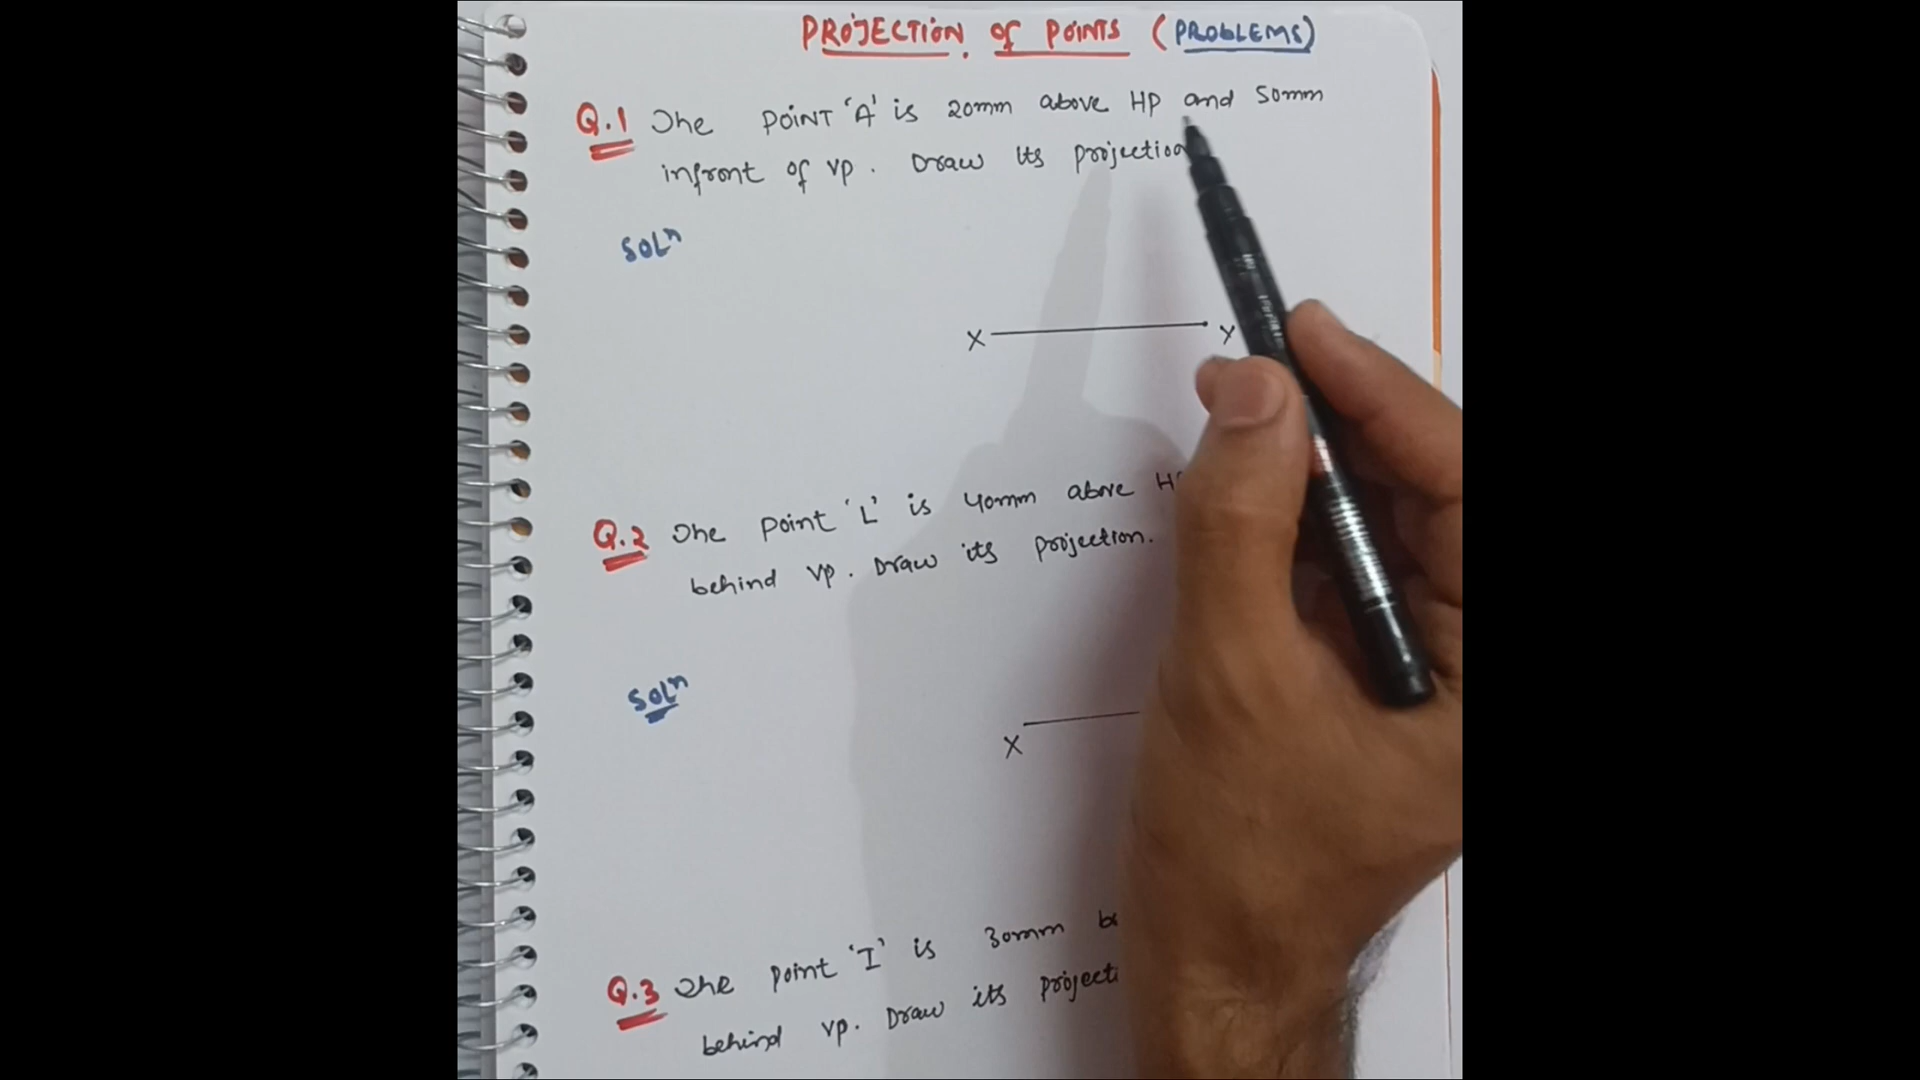 PROJECTION OF POINTS (PROBLEMS)
Q.1 The POINT 'A' is 20mm above HP and 50mm
infront of VP. Draw its projection
SOLn
X Y
Q.2 The point 'L' is 40mm above
behind VP. Draw its projection.
SOLn
X
Q.3 The point 'I' is 30mm
behind VP. Draw its